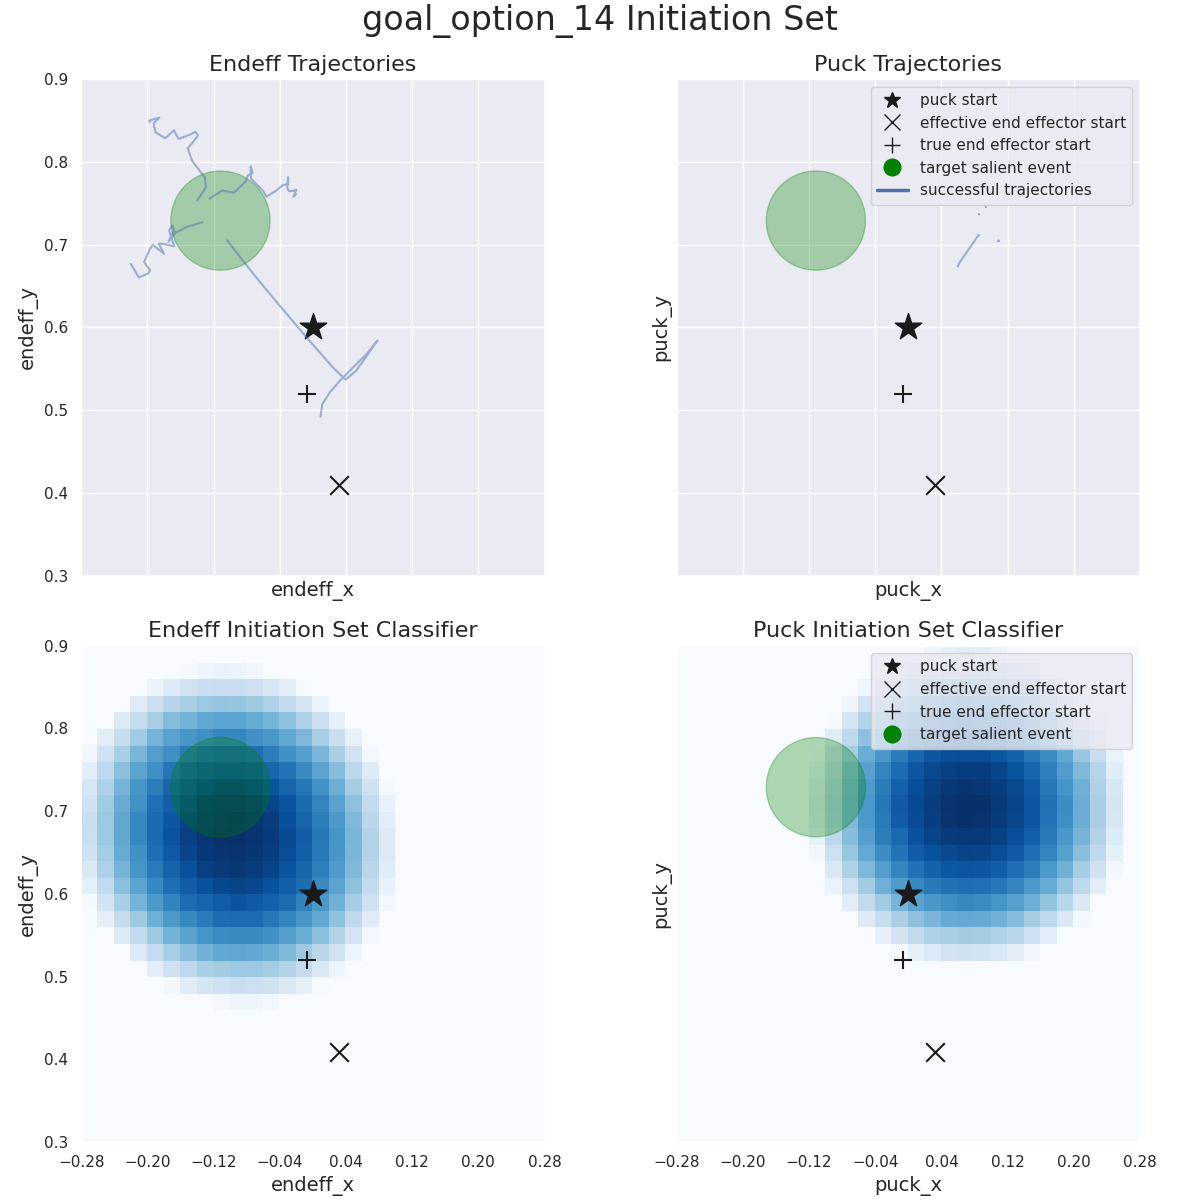 goal_option_14 Initiation Set
Endeff Trajectories
0.9
0.8
0.7
0.6
0.5
0.4
0.3
endeff_y
endeff_x
Puck Trajectories
puck start
effective end effector start
true end effector start
target salient event
successful trajectories
puck_y
puck_x
Endeff Initiation Set Classifier
0.9
0.8
0.7
0.6
0.5
0.4
0.3
endeff_y
−0.28 −0.20 −0.12 −0.04 0.04 0.12 0.20 0.28
endeff_x
Puck Initiation Set Classifier
puck start
effective end effector start
true end effector start
target salient event
puck_y
−0.28 −0.20 −0.12 −0.04 0.04 0.12 0.20 0.28
puck_x